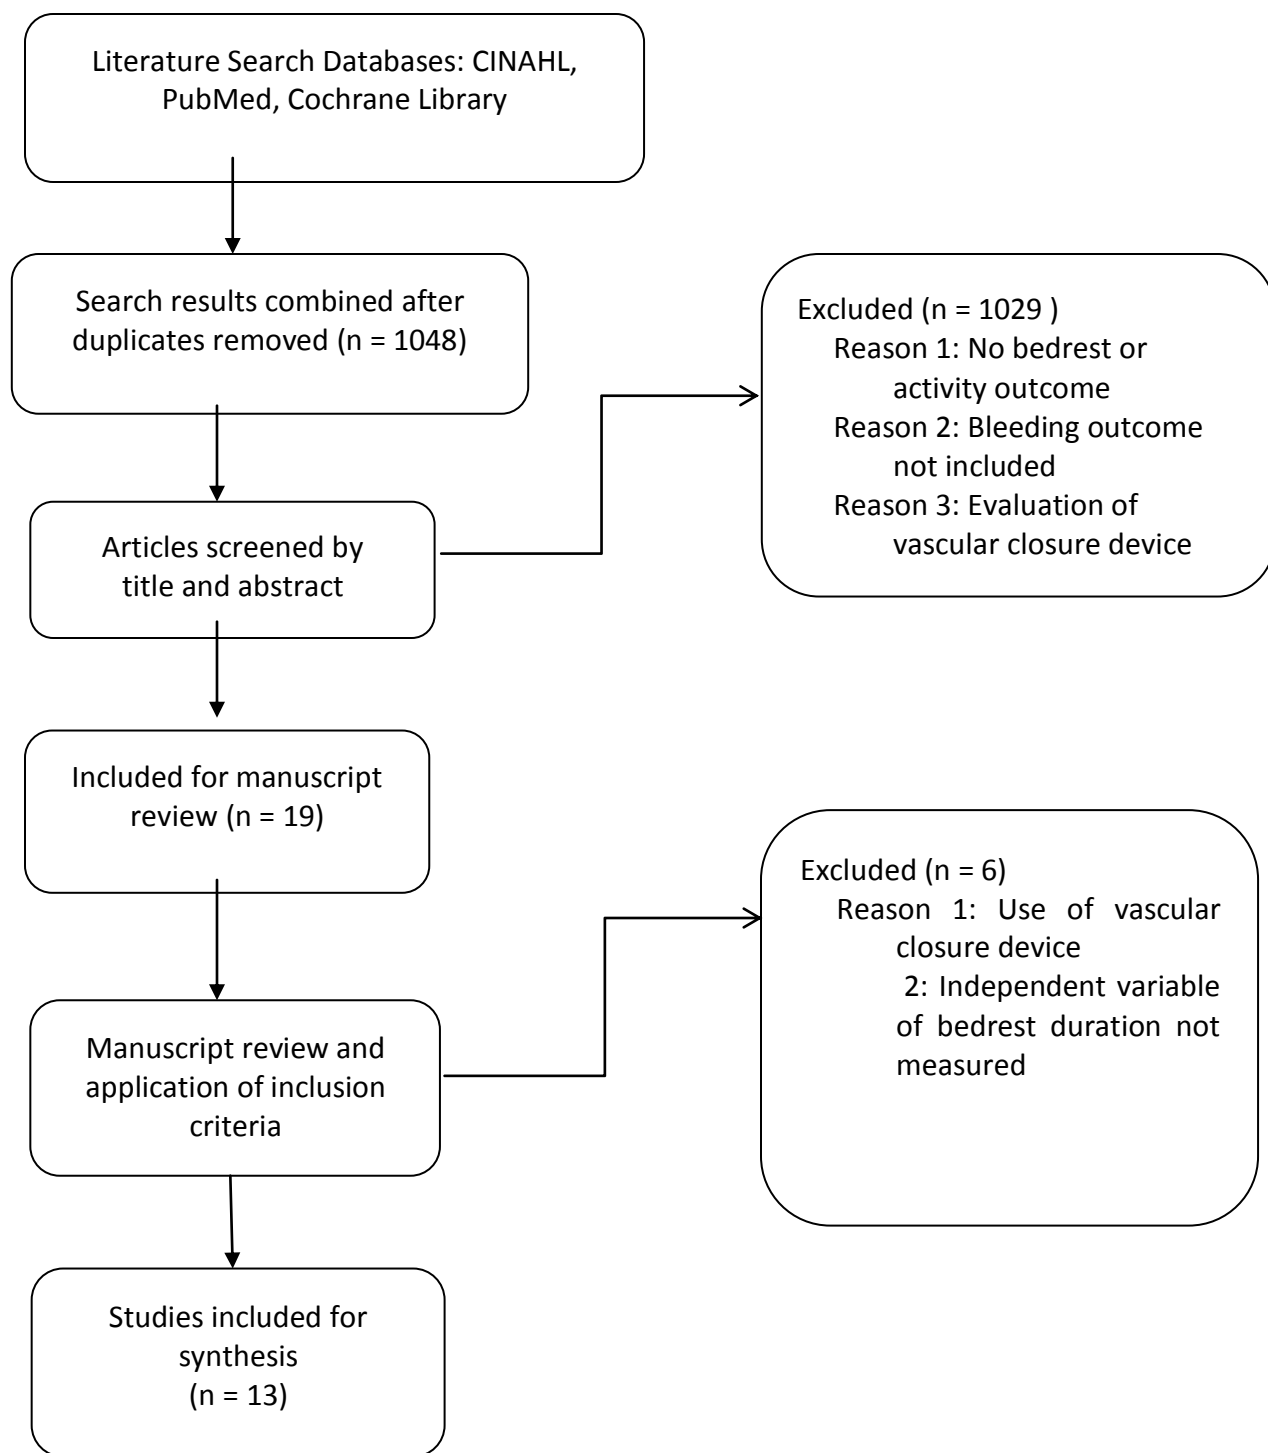 Literature Search Databases: CINAHL,
PubMed, Cochrane Library
Search results combined after
duplicates removed (n = 1048)
Excluded (n = 1029 )
Reason 1: No bedrest or
activity outcome
Reason 2: Bleeding outcome
not included
Reason 3: Evaluation of
vascular closure device
Articles screened by
title and abstract
Included for manuscript
review (n = 19)
Excluded (n = 6)
Reason 1: Use of vascular
closure device
2: Independent variable
of bedrest duration not
measured
Manuscript review and
application of inclusion
criteria
Studies included for
synthesis
(n = 13)